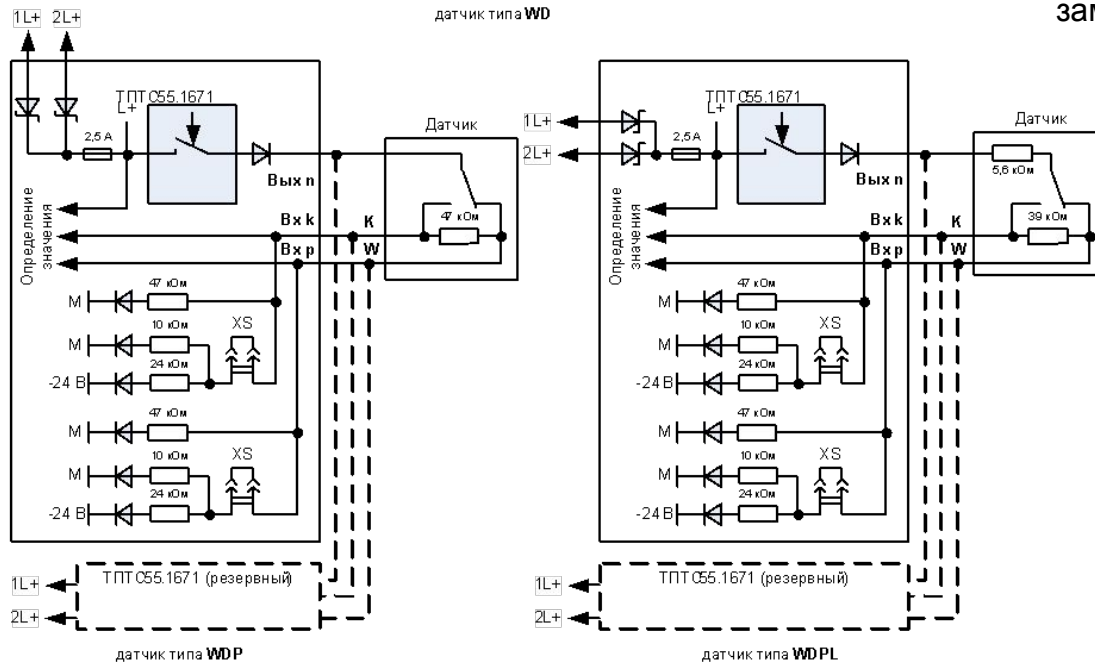 1L+ 2L+
датчик типа WD
зам
ТПТС55.1671
L+
2,5 А
Датчик
Вых n
47 кОм
Определение значения
Вх k
К
Вх р
W
47 кОм
М
10 кОм
XS
М
24 кОм
-24 В
47 кОм
М
10 кОм
XS
М
24 кОм
-24 В
1L+
ТПТС55.1671 (резервный)
2L+
датчик типа WDP
ТПТС55.1671
L+
1L+
2,5 А
2L+
Датчик
5,6 кОм
Вых n
39 кОм
Определение значения
Вх k
К
Вх р
W
47 кОм
М
10 кОм
XS
М
24 кОм
-24 В
47 кОм
М
10 кОм
XS
М
24 кОм
-24 В
1L+
ТПТС55.1671 (резервный)
2L+
датчик типа WDPL